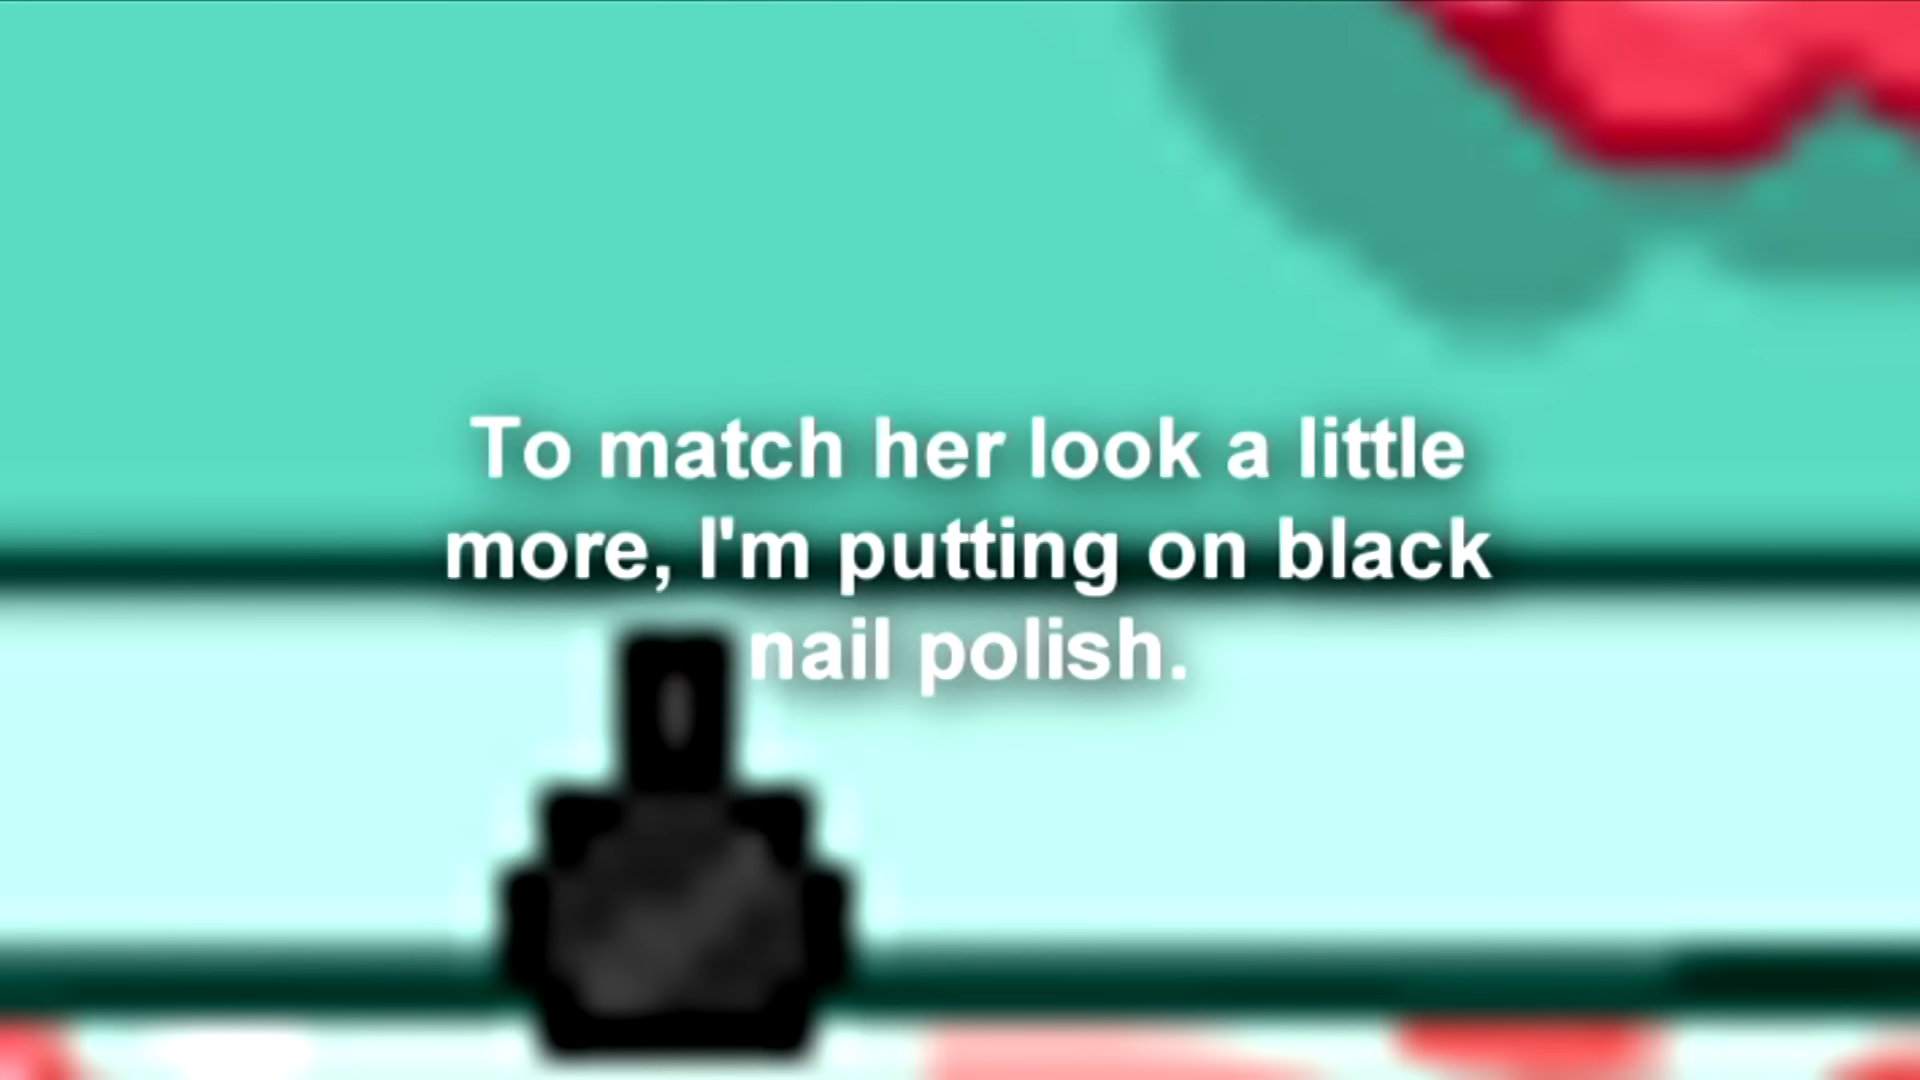 To match her look a little
more, I'm putting on black
nail polish.